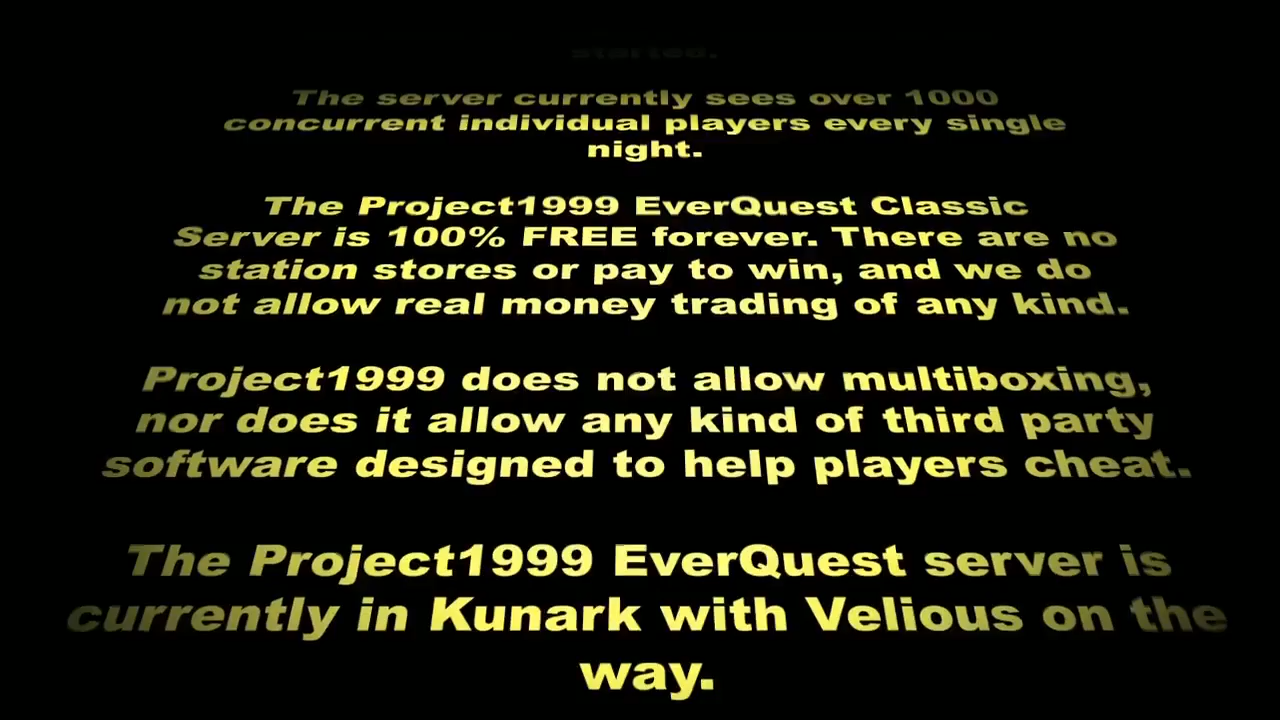 started.
The server currently sees over 1000
concurrent individual players every single
night.
The Project1999 EverQuest Classic
Server is 100% FREE forever. There are no
station stores or pay to win, and we do
not allow real money trading of any kind.
Project1999 does not allow multiboxing,
nor does it allow any kind of third party
software designed to help players cheat.
The Project1999 EverQuest server is
currently in Kunark with Velious on the
way.